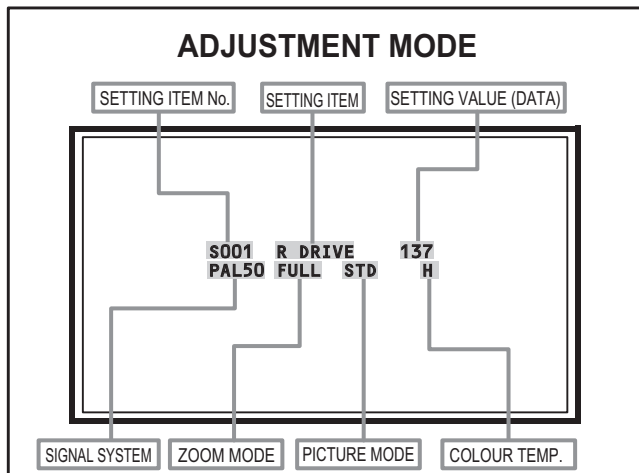 ADJUSTMENT MODE
SETTING ITEM No. SETTING ITEM SETTING VALUE (DATA)
S001 R DRIVE 137
PAL50 FULL STD H
SIGNAL SYSTEM ZOOM MODE PICTURE MODE COLOUR TEMP.